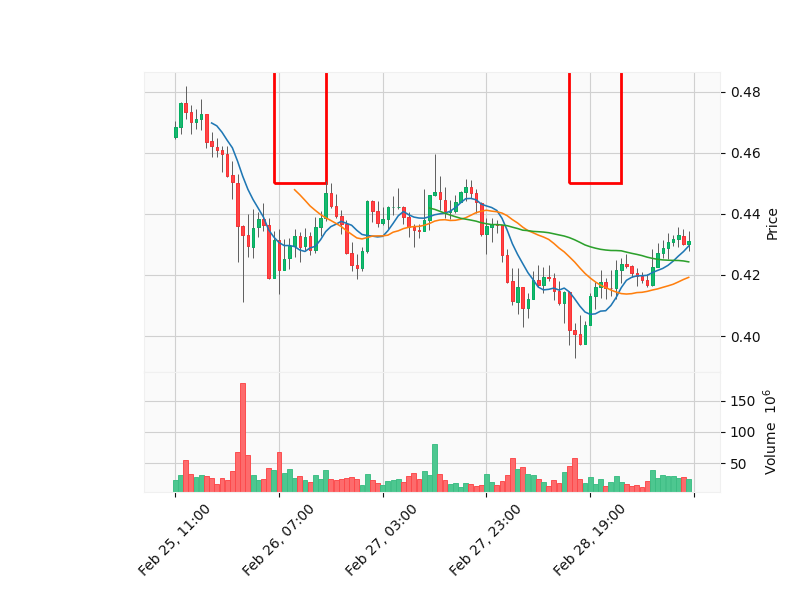 0.48
0.46
0.44
0.42
0.40
Price
150
100
50
Volume 10^6
Feb 25, 11:00
Feb 26, 07:00
Feb 27, 03:00
Feb 27, 23:00
Feb 28, 19:00